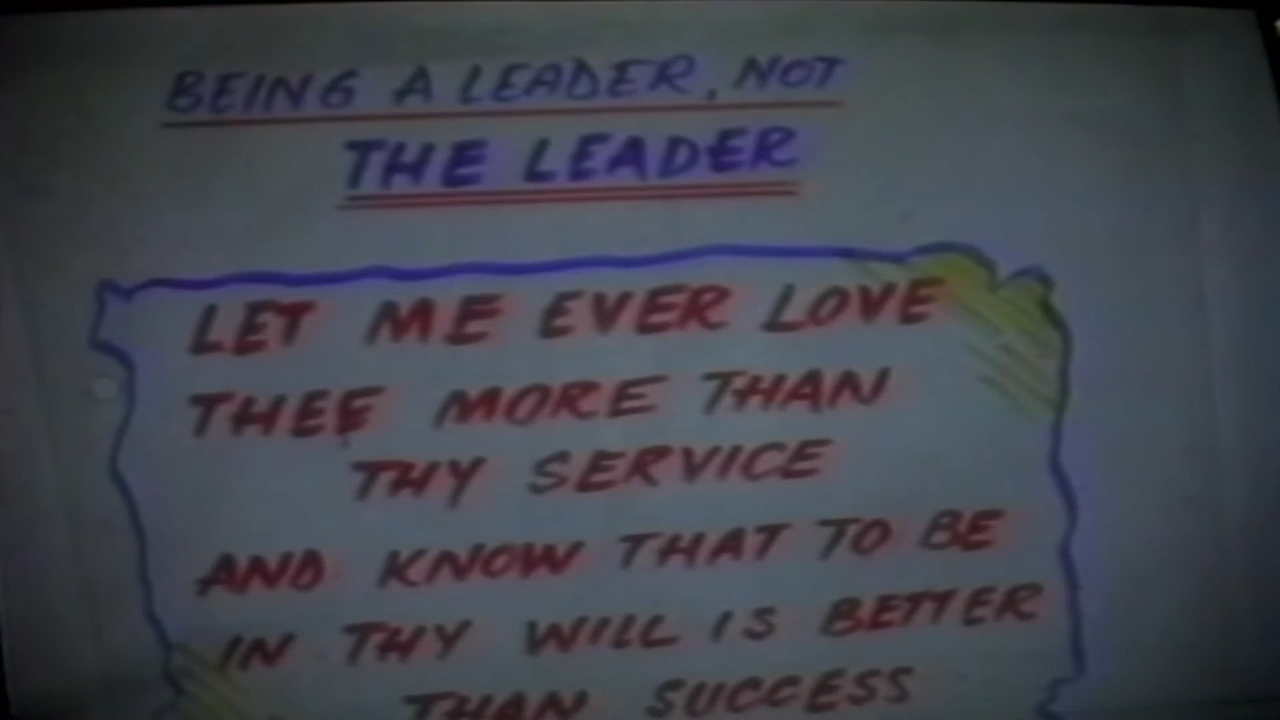 BEING A LEADER, NOT
THE LEADER
LET ME EVER LOVE
THEE MORE THAN
THY SERVICE
AND KNOW THAT TO BE
IN THY WILL IS BETTER
THAN SUCCESS